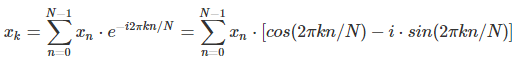 x_k = \sum_{n=0}^{N-1} x_n \cdot e^{-i2\pi kn/N} = \sum_{n=0}^{N-1} x_n \cdot [cos(2\pi kn/N) - i \cdot sin(2\pi kn/N)]